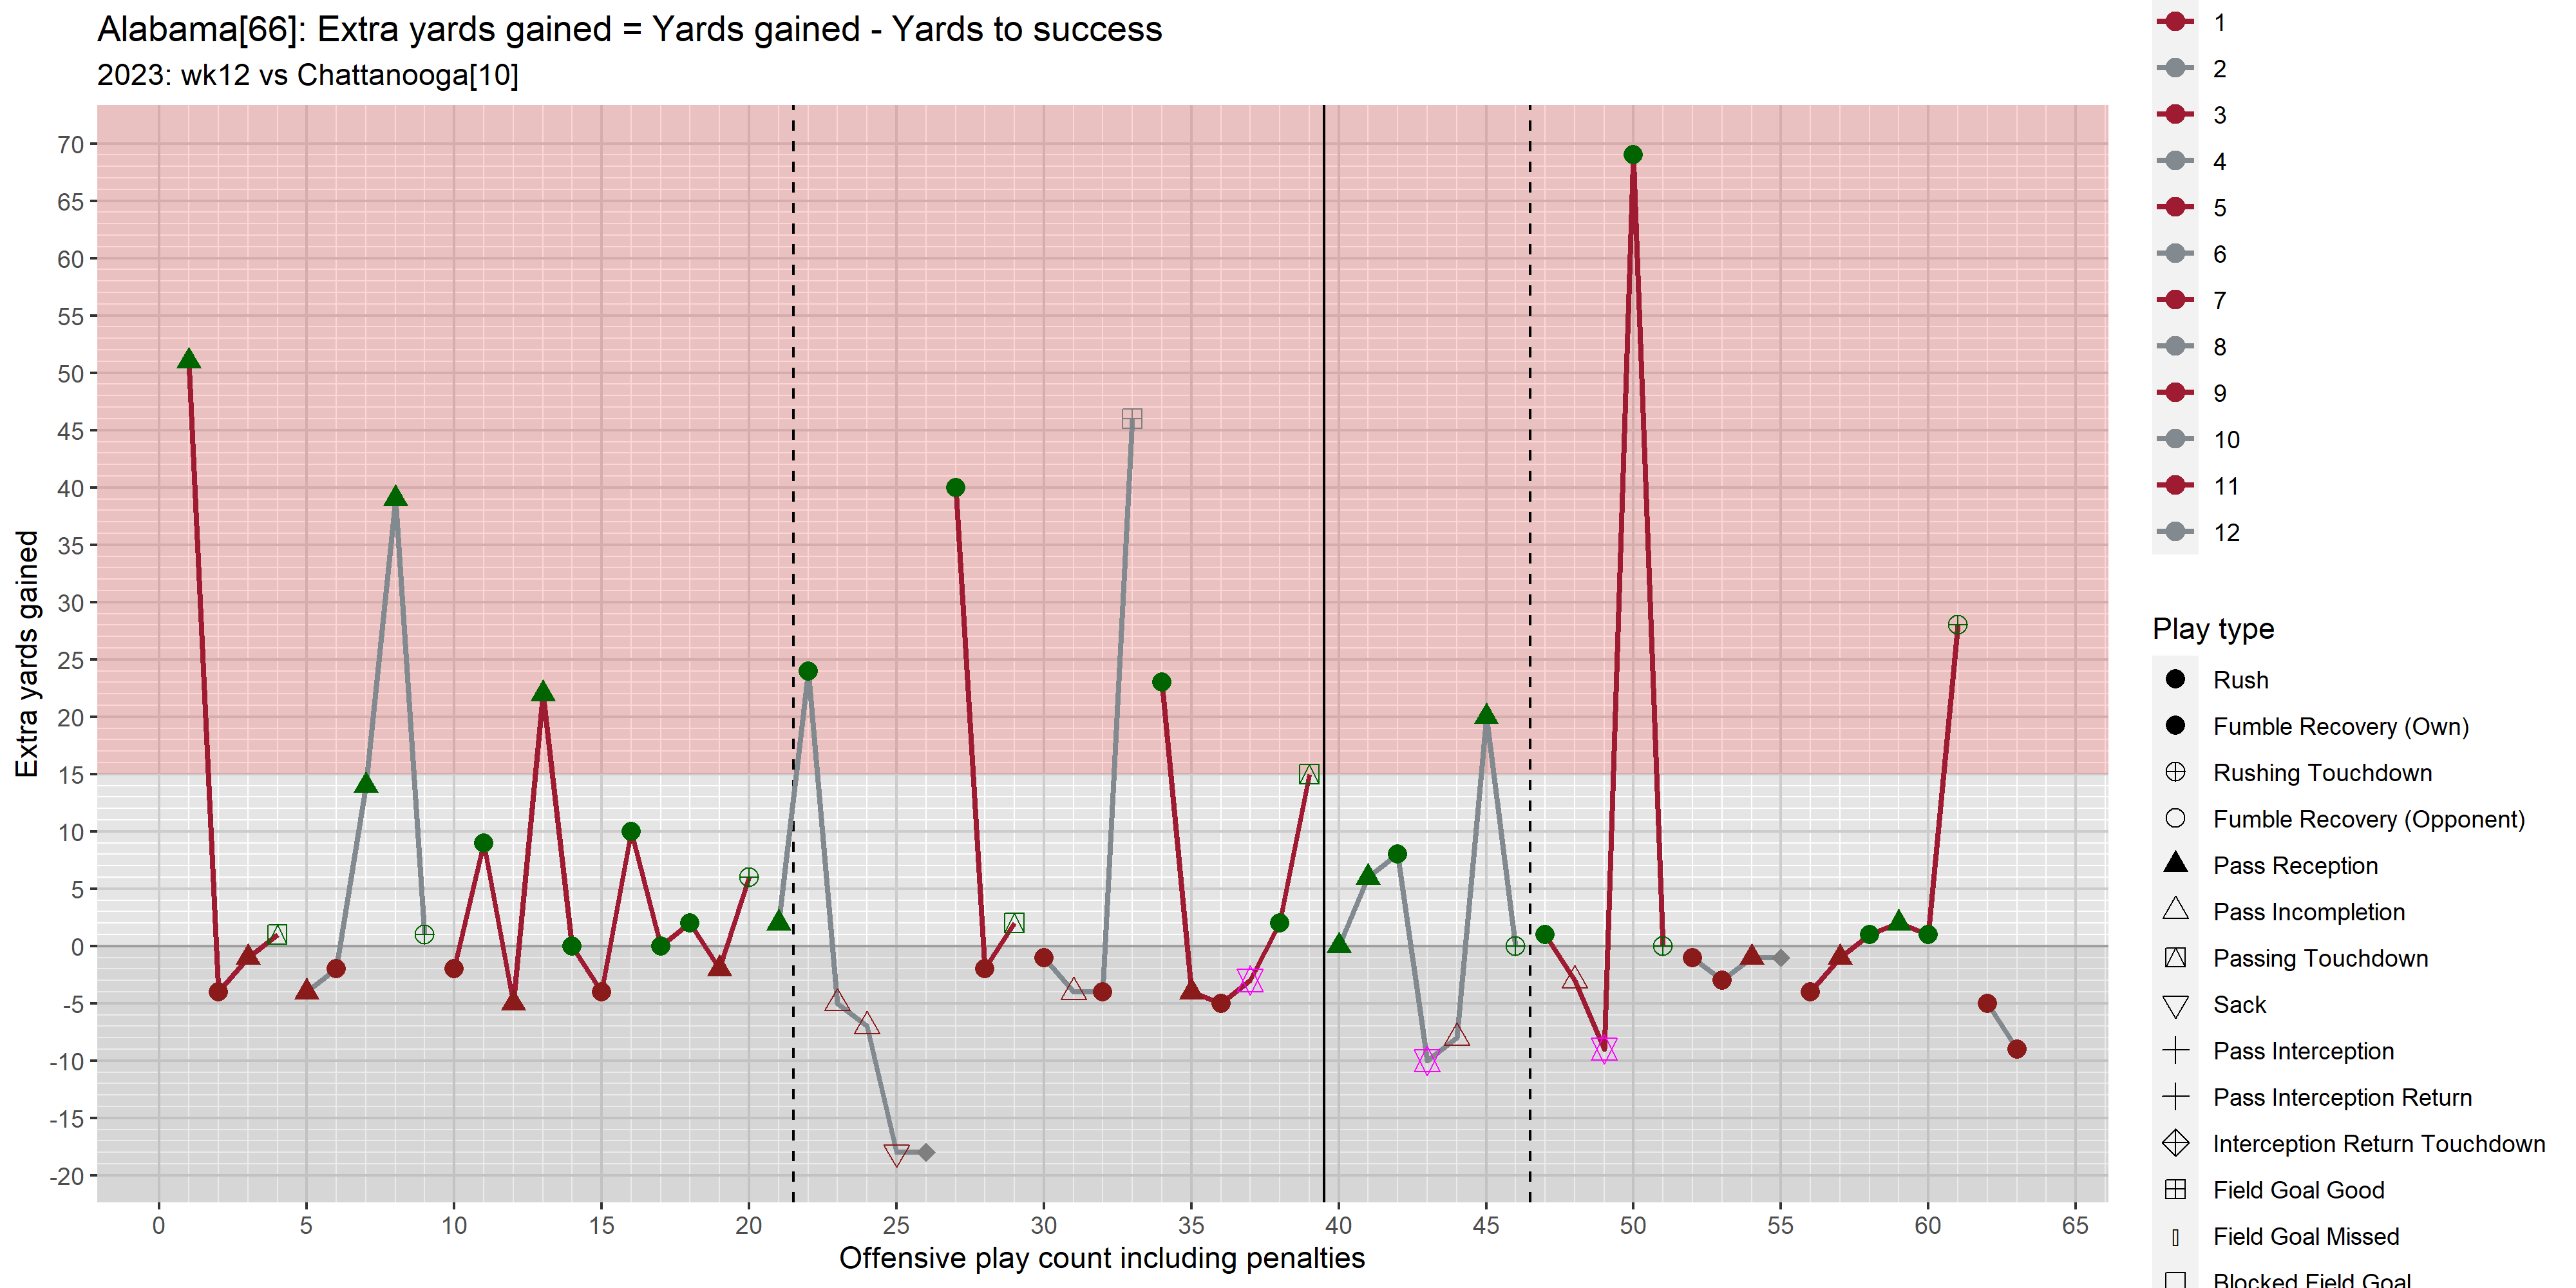 Alabama[66]: Extra yards gained = Yards gained - Yards to success
2023: wk12 vs Chattanooga[10]
Extra yards gained
70
65
60
55
50
45
40
35
30
25
20
15
10
5
0
-5
-10
-15
-20
0 5 10 15 20 25 30 35 40 45 50 55 60 65
Offensive play count including penalties
1
2
3
4
5
6
7
8
9
10
11
12
Play type
Rush
Fumble Recovery (Own)
Rushing Touchdown
Fumble Recovery (Opponent)
Pass Reception
Pass Incompletion
Passing Touchdown
Sack
Pass Interception
Pass Interception Return
Interception Return Touchdown
Field Goal Good
Field Goal Missed
Blocked Field Goal